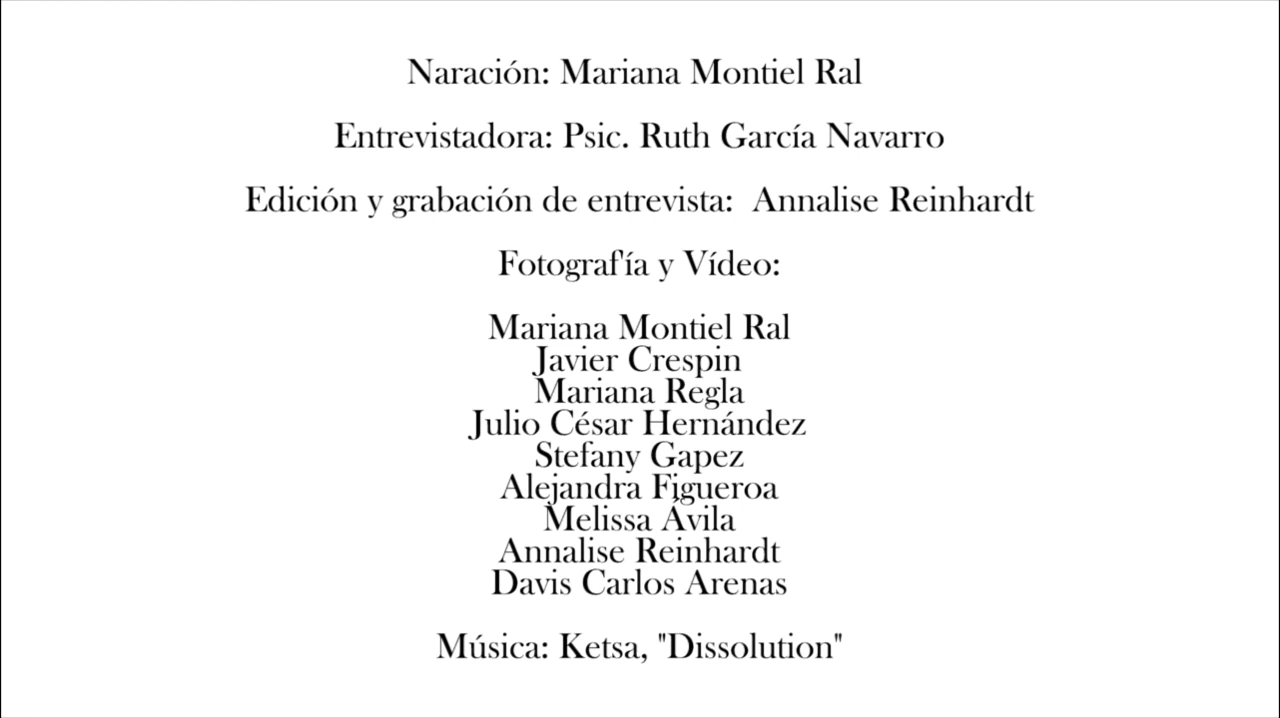 Naración: Mariana Montiel Ral
Entrevistadora: Psic. Ruth García Navarro
Edición y grabación de entrevista:  Annalise Reinhardt
Fotograf'ía y Vídeo:
Mariana Montiel Ral
Javier Crespin
Mariana Regla
Julio César Hernández
Stefany Gapez
Alejandra Figueroa
Melissa Ávila
Annalise Reinhardt
Davis Carlos Arenas
Música: Ketsa, "Dissolution"